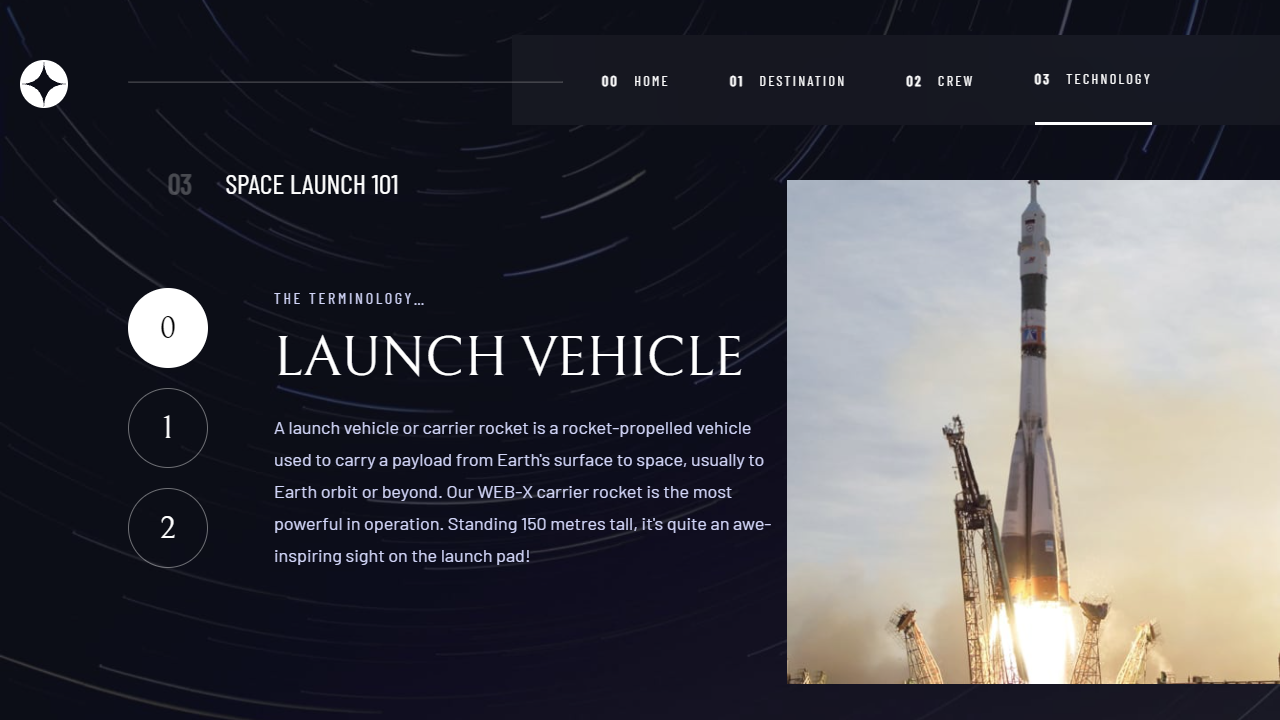 00 HOME 01 DESTINATION 02 CREW 03 TECHNOLOGY
03 SPACE LAUNCH 101
0
1
2
THE TERMINOLOGY...
LAUNCH VEHICLE
A launch vehicle or carrier rocket is a rocket-propelled vehicle
used to carry a payload from Earth's surface to space, usually to
Earth orbit or beyond. Our WEB-X carrier rocket is the most
powerful in operation. Standing 150 metres tall, it's quite an awe-
inspiring sight on the launch pad!